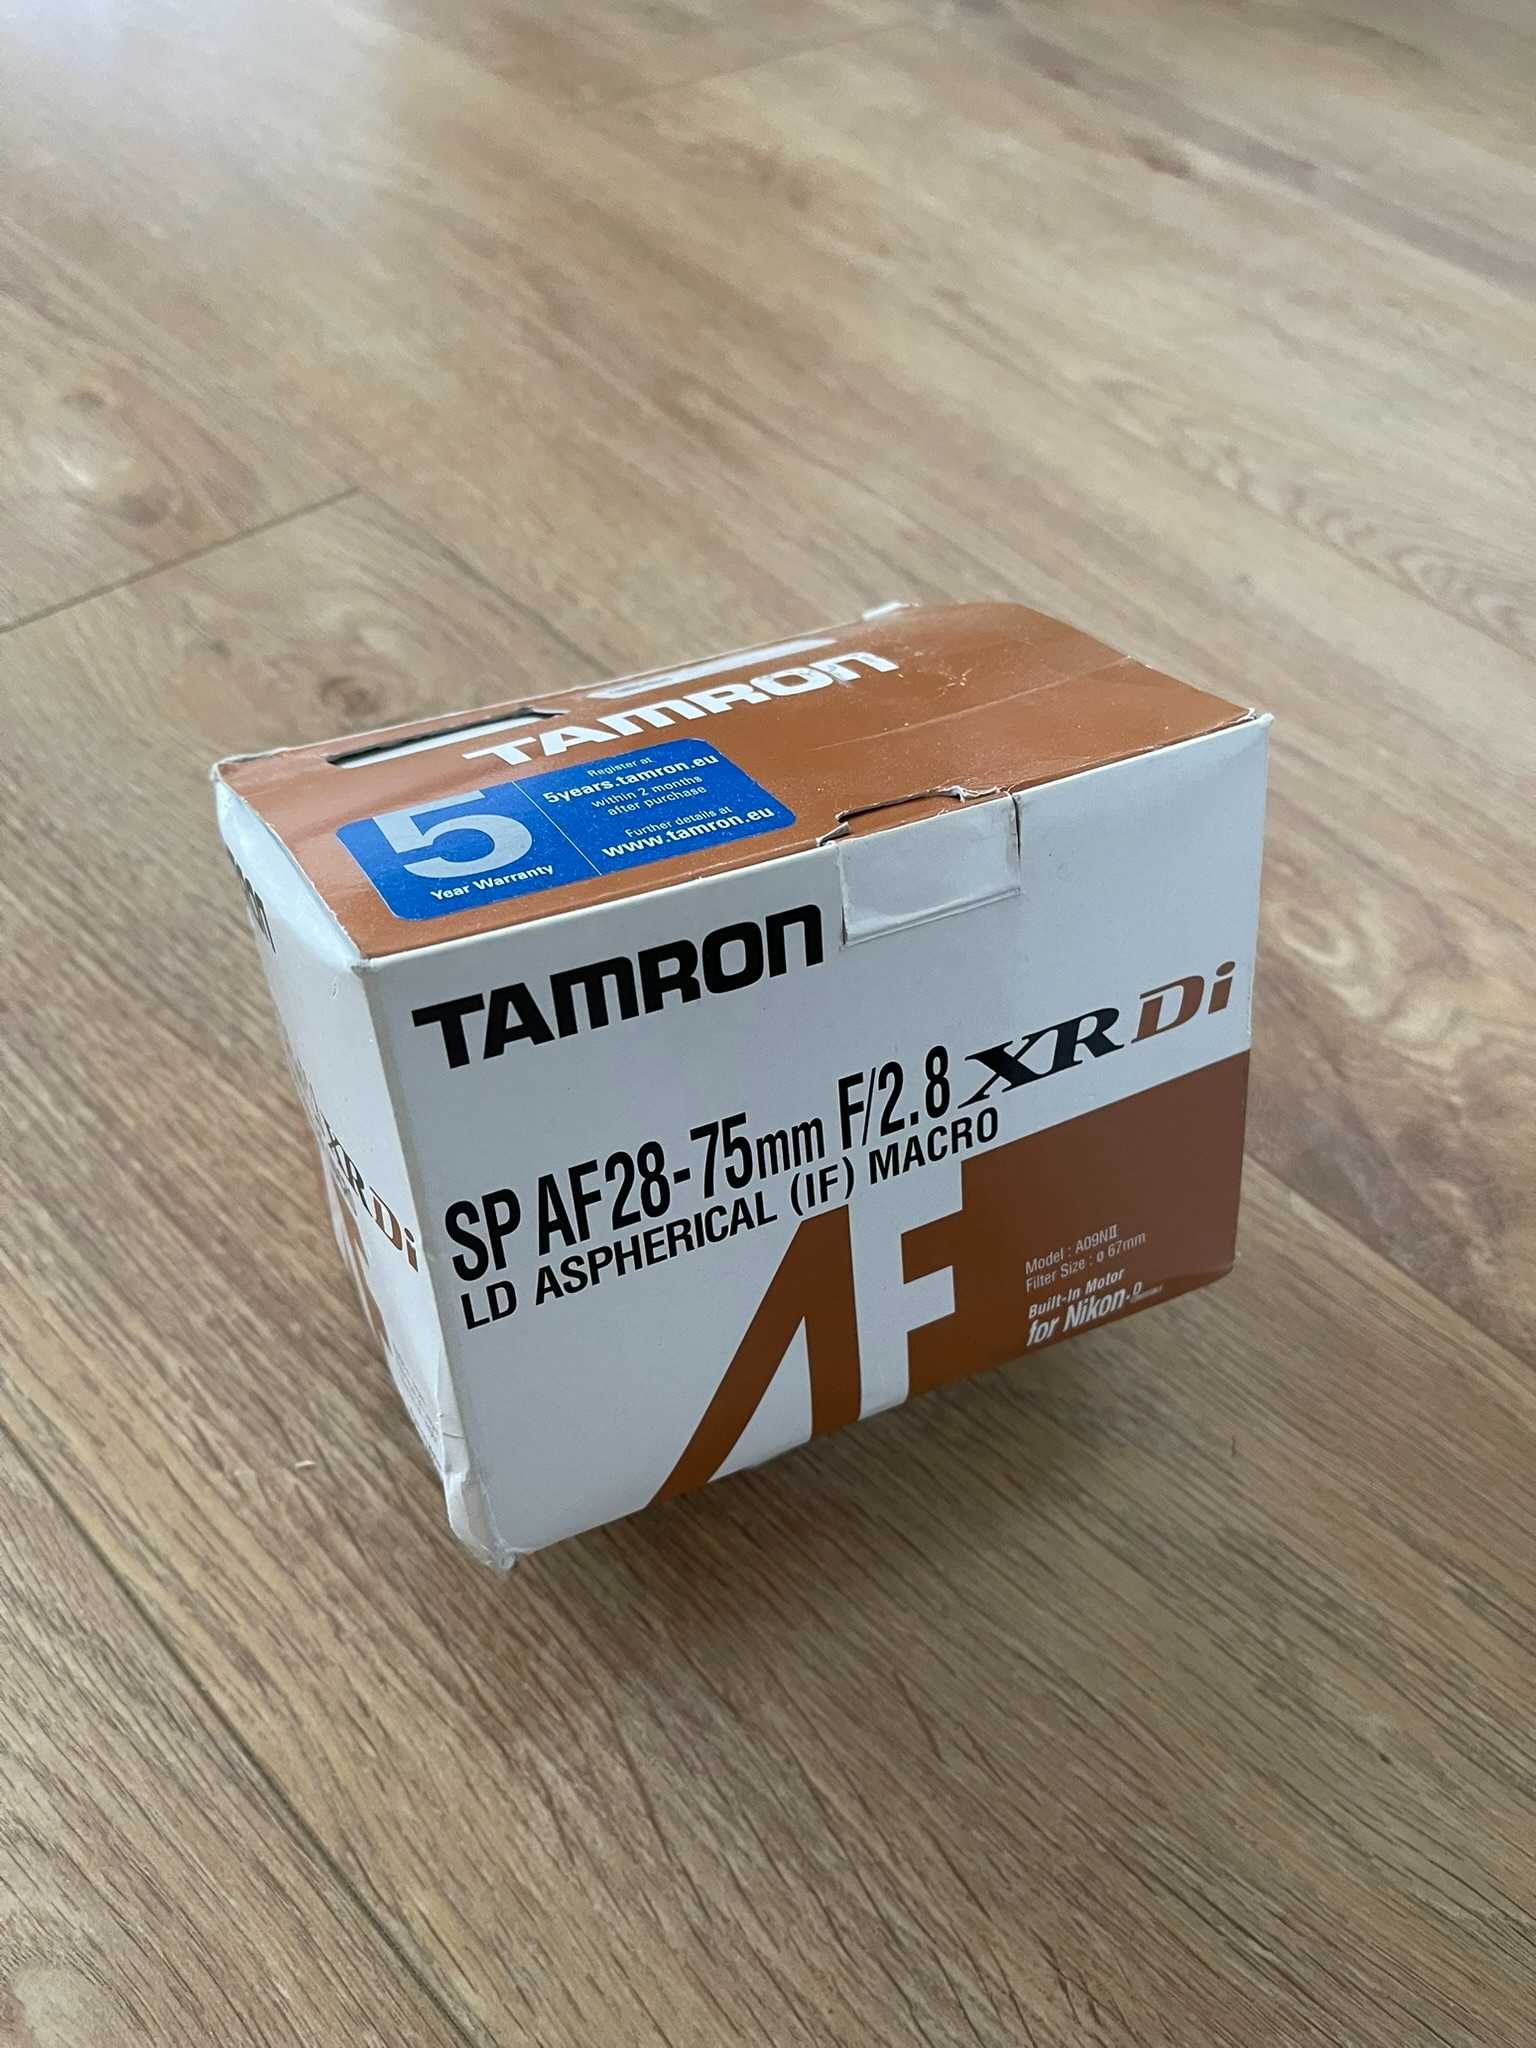 TAMRON
5
Year Warranty
Register at
5years.tamron.eu
within 2 months
after purchase
Further details at
www.tamron.eu
TAMRON
SP AF28-75mm F/2.8 XR Di
LD ASPHERICAL (IF) MACRO
AF
Model : A09NII
Filter Size : ø 67mm
Built-In Motor
for Nikon-D
XR Di